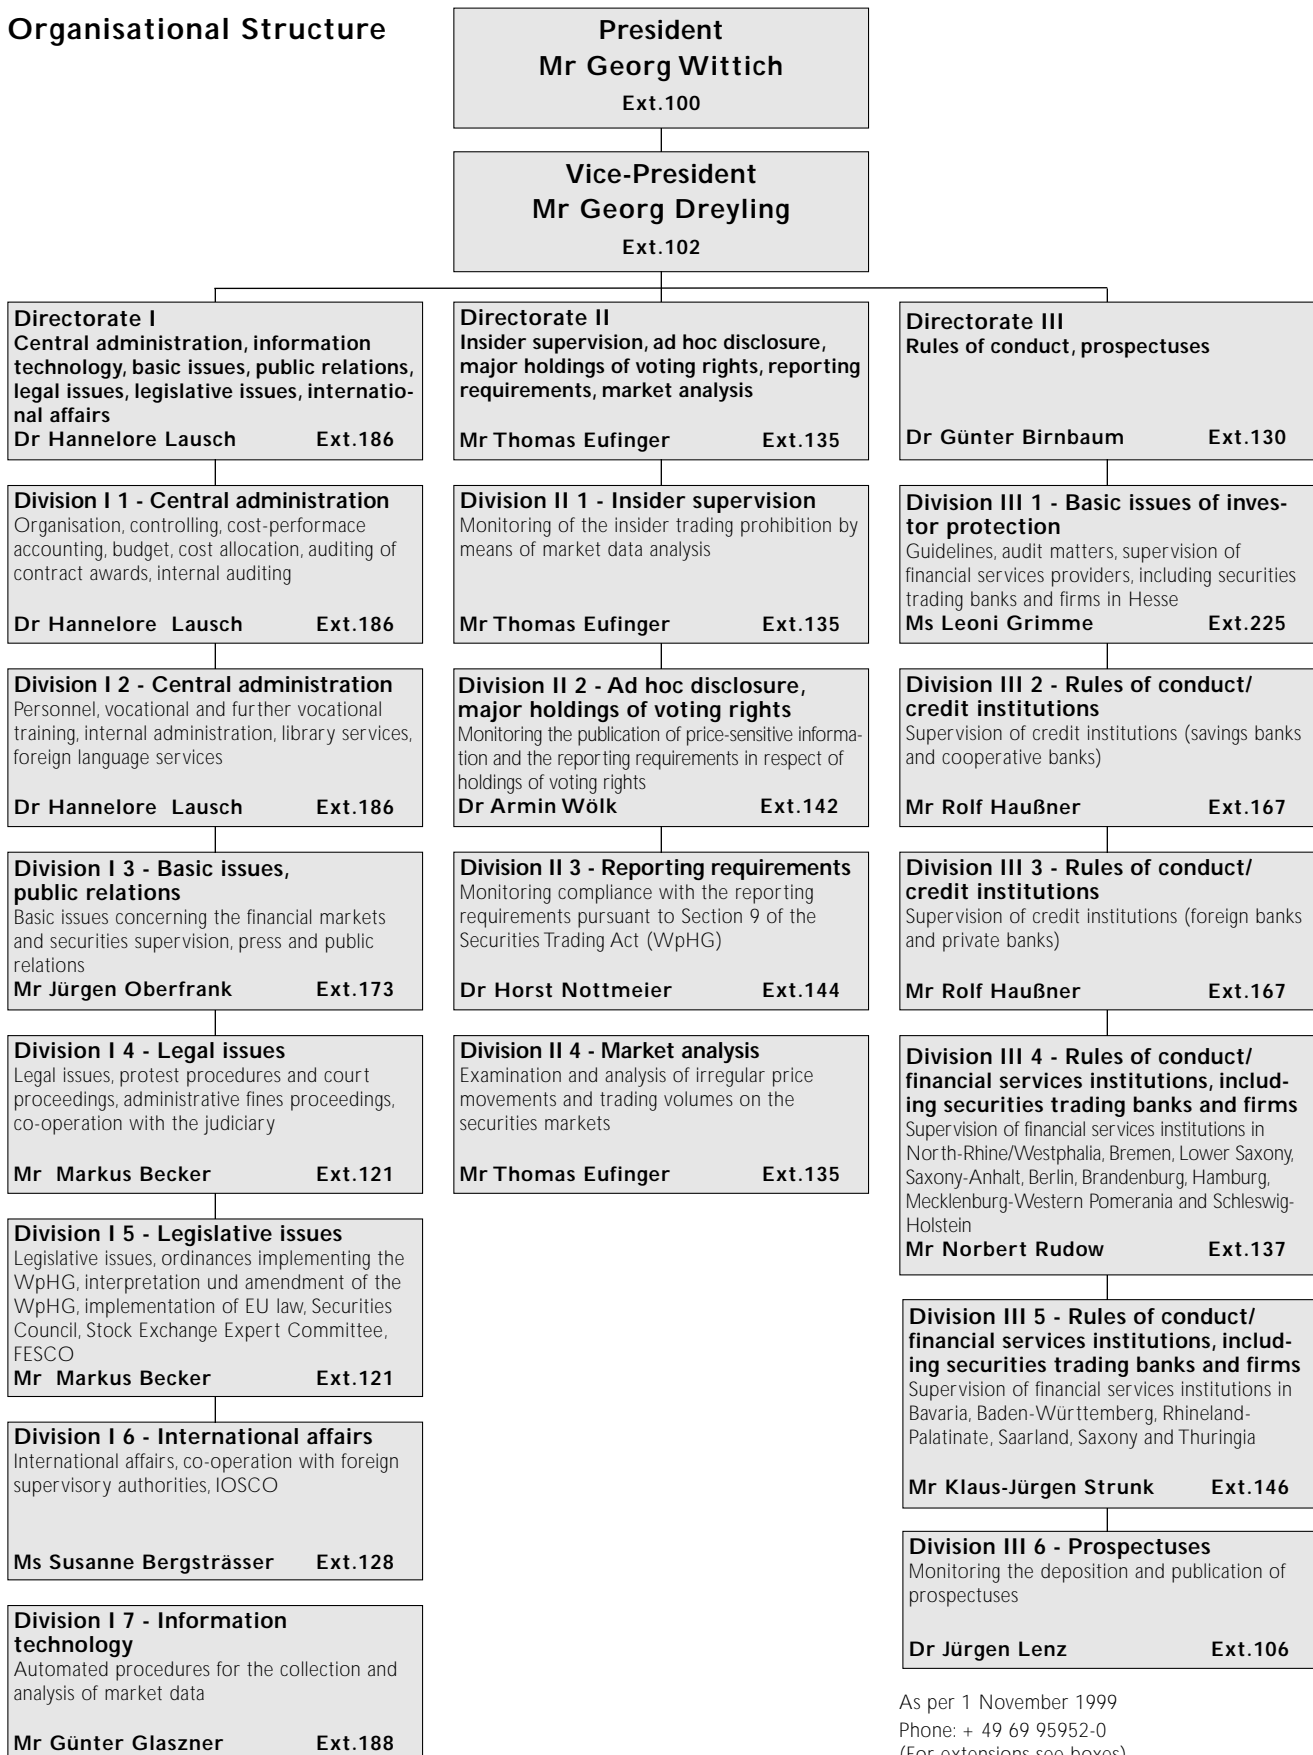 Organisational Structure
President
Mr Georg Wittich
Ext.100
Vice-President
Mr Georg Dreyling
Ext.102
Directorate I
Central administration, information
technology, basic issues, public relations,
legal issues, legislative issues, internatio-
nal affairs
Dr Hannelore Lausch Ext.186
Division I 1 - Central administration
Organisation, controlling, cost-performace
accounting, budget, cost allocation, auditing of
contract awards, internal auditing
Dr Hannelore Lausch Ext.186
Division I 2 - Central administration
Personnel, vocational and further vocational
training, internal administration, library services,
foreign language services
Dr Hannelore Lausch Ext.186
Division I 3 - Basic issues,
public relations
Basic issues concerning the financial markets
and securities supervision, press and public
relations
Mr Jürgen Oberfrank Ext.173
Division I 4 - Legal issues
Legal issues, protest procedures and court
proceedings, administrative fines proceedings,
co-operation with the judiciary
Mr Markus Becker Ext.121
Division I 5 - Legislative issues
Legislative issues, ordinances implementing the
WpHG, interpretation und amendment of the
WpHG, implementation of EU law, Securities
Council, Stock Exchange Expert Committee,
FESCO
Mr Markus Becker Ext.121
Division I 6 - International affairs
International affairs, co-operation with foreign
supervisory authorities, IOSCO
Ms Susanne Bergsträsser Ext.128
Division I 7 - Information
technology
Automated procedures for the collection and
analysis of market data
Mr Günter Glaszner Ext.188
Directorate II
Insider supervision, ad hoc disclosure,
major holdings of voting rights, reporting
requirements, market analysis
Mr Thomas Eufinger Ext.135
Division II 1 - Insider supervision
Monitoring of the insider trading prohibition by
means of market data analysis
Mr Thomas Eufinger Ext.135
Division II 2 - Ad hoc disclosure,
major holdings of voting rights
Monitoring the publication of price-sensitive informa-
tion and the reporting requirements in respect of
holdings of voting rights
Dr Armin Wölk Ext.142
Division II 3 - Reporting requirements
Monitoring compliance with the reporting
requirements pursuant to Section 9 of the
Securities Trading Act (WpHG)
Dr Horst Nottmeier Ext.144
Division II 4 - Market analysis
Examination and analysis of irregular price
movements and trading volumes on the
securities markets
Mr Thomas Eufinger Ext.135
Directorate III
Rules of conduct, prospectuses
Dr Günter Birnbaum Ext.130
Division III 1 - Basic issues of inves-
tor protection
Guidelines, audit matters, supervision of
financial services providers, including securities
trading banks and firms in Hesse
Ms Leoni Grimme Ext.225
Division III 2 - Rules of conduct/
credit institutions
Supervision of credit institutions (savings banks
and cooperative banks)
Mr Rolf Haußner Ext.167
Division III 3 - Rules of conduct/
credit institutions
Supervision of credit institutions (foreign banks
and private banks)
Mr Rolf Haußner Ext.167
Division III 4 - Rules of conduct/
financial services institutions, includ-
ing securities trading banks and firms
Supervision of financial services institutions in
North-Rhine/Westphalia, Bremen, Lower Saxony,
Saxony-Anhalt, Berlin, Brandenburg, Hamburg,
Mecklenburg-Western Pomerania and Schleswig-
Holstein
Mr Norbert Rudow Ext.137
Division III 5 - Rules of conduct/
financial services institutions, includ-
ing securities trading banks and firms
Supervision of financial services institutions in
Bavaria, Baden-Württemberg, Rhineland-
Palatinate, Saarland, Saxony and Thuringia
Mr Klaus-Jürgen Strunk Ext.146
Division III 6 - Prospectuses
Monitoring the deposition and publication of
prospectuses
Dr Jürgen Lenz Ext.106
As per 1 November 1999
Phone: + 49 69 95952-0
(For extensions see boxes)